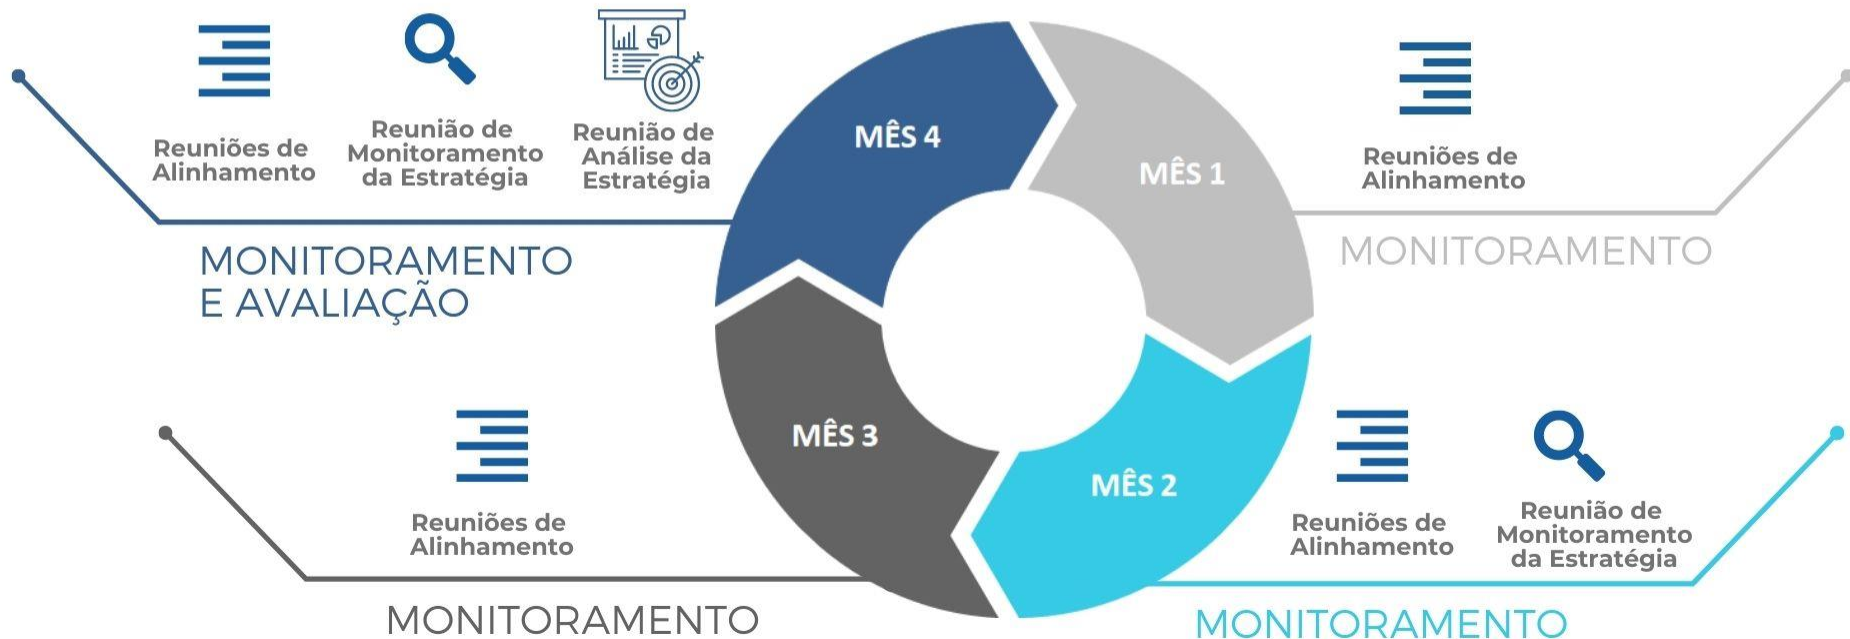 Reuniões de
Alinhamento
Reunião de
Monitoramento
da Estratégia
Reunião de
Análise da
Estratégia
MONITORAMENTO
E AVALIAÇÃO
MÊS 4
MÊS 1
Reuniões de
Alinhamento
MONITORAMENTO
MÊS 3
Reuniões de
Alinhamento
MONITORAMENTO
MÊS 2
Reuniões de
Alinhamento
Reunião de
Monitoramento
da Estratégia
MONITORAMENTO